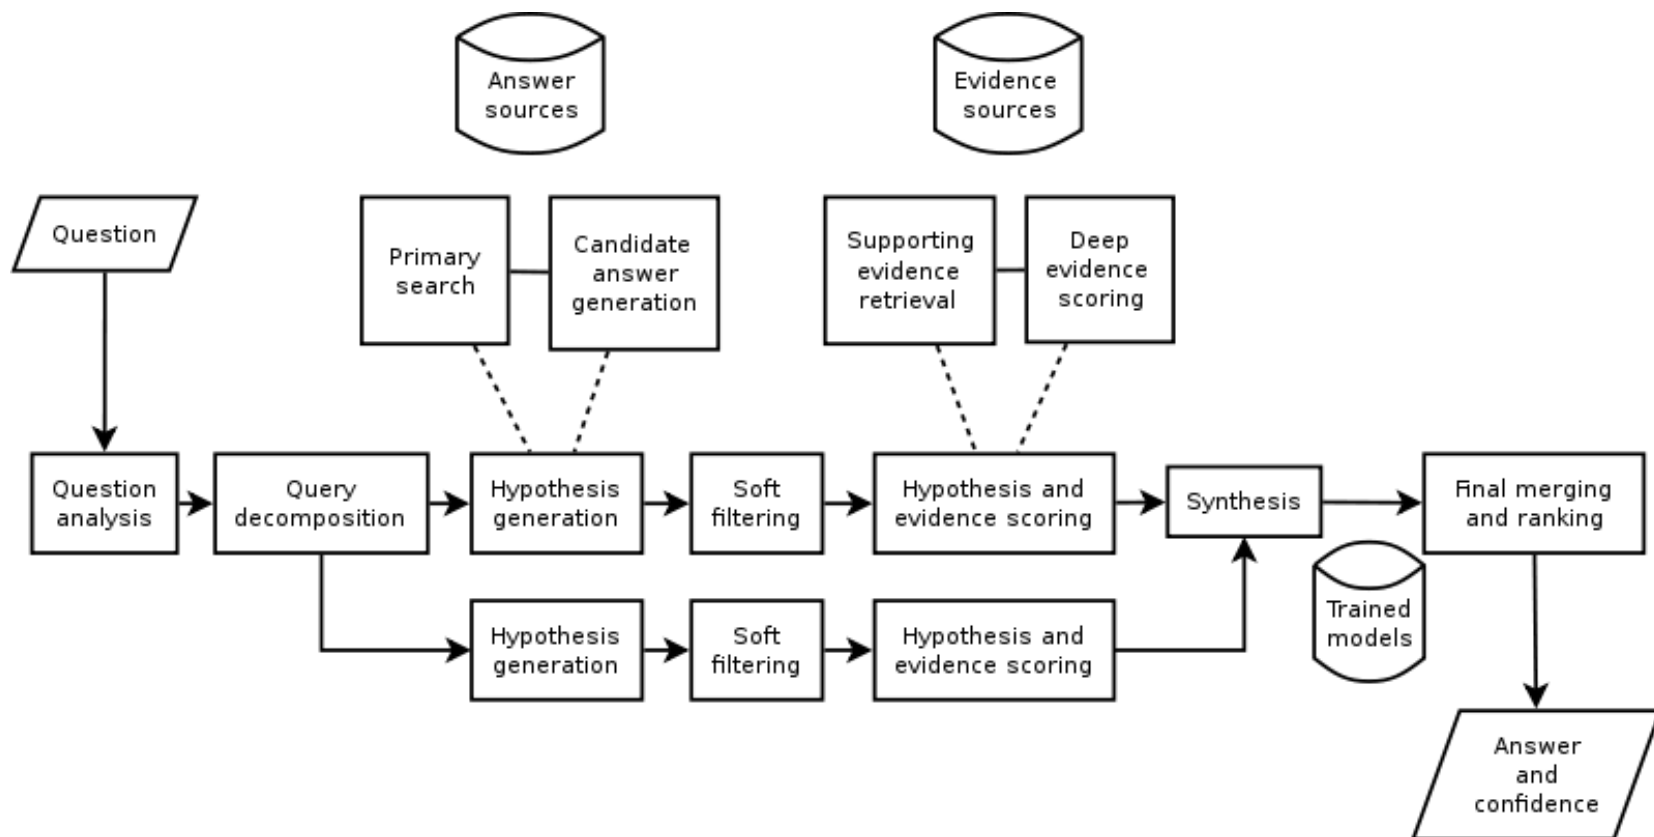 Answer
sources
Evidence
sources
Question
Primary
search
Candidate
answer
generation
Supporting
evidence
retrieval
Deep
evidence
scoring
Question
analysis
Query
decomposition
Hypothesis
generation
Soft
filtering
Hypothesis and
evidence scoring
Synthesis
Final merging
and ranking
Hypothesis
generation
Soft
filtering
Hypothesis and
evidence scoring
Trained
models
Answer
and
confidence